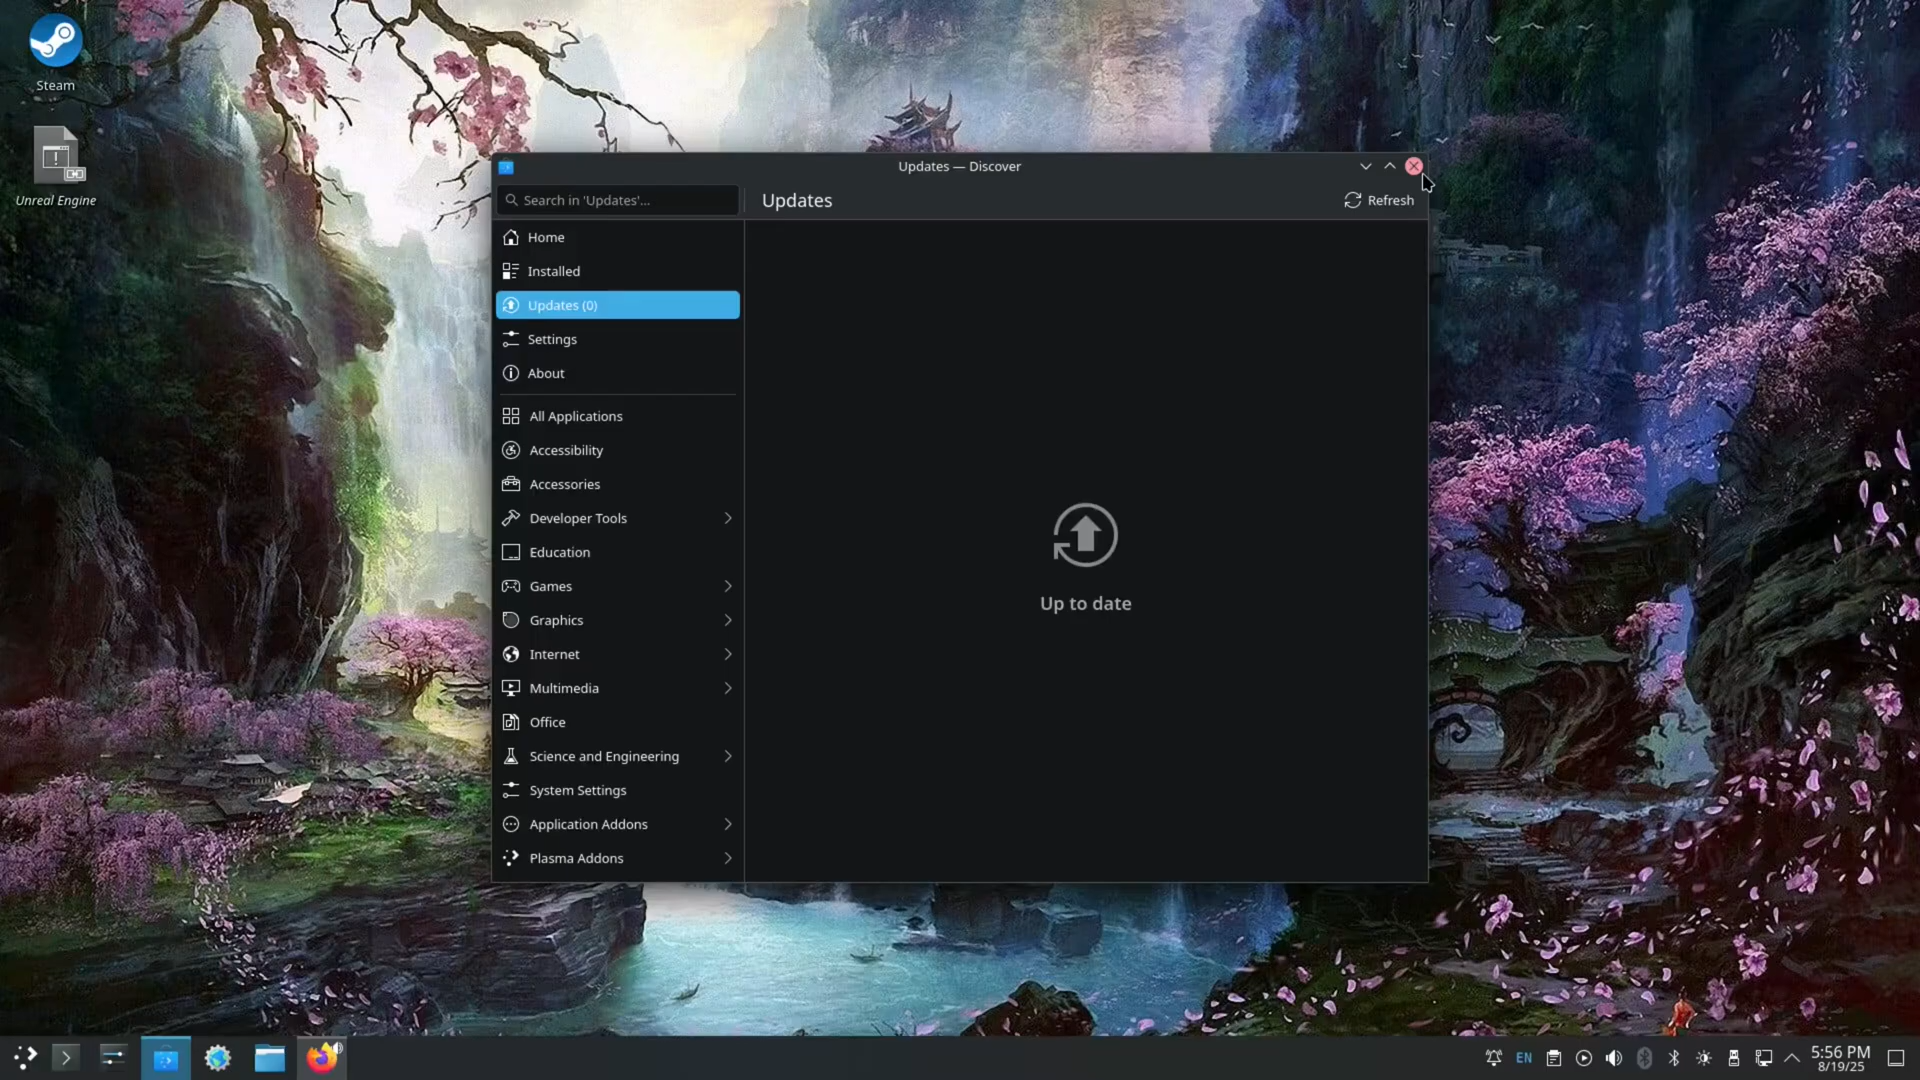 Steam
Unreal Engine
Updates — Discover
Search in 'Updates'...
Updates
Refresh
Home
Installed
Updates (0)
Settings
About
All Applications
Accessibility
Accessories
Developer Tools
Education
Games
Graphics
Internet
Multimedia
Office
Science and Engineering
System Settings
Application Addons
Plasma Addons
Up to date
EN
5:56 PM
8/19/25